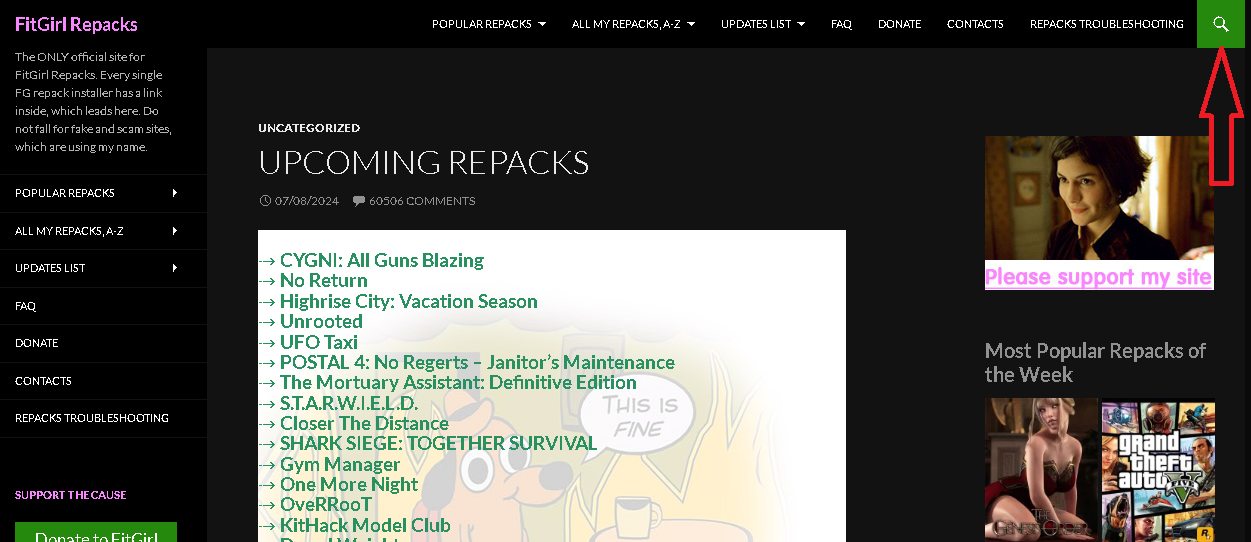 FitGirl Repacks
POPULAR REPACKS
ALL MY REPACKS, A-Z
UPDATES LIST
FAQ
DONATE
CONTACTS
REPACKS TROUBLESHOOTING
The ONLY official site for
FitGirl Repacks. Every single
FG repack installer has a link
inside, which leads here. Do
not fall for fake and scam sites,
which are using my name.
POPULAR REPACKS
ALL MY REPACKS, A-Z
UPDATES LIST
FAQ
DONATE
CONTACTS
REPACKS TROUBLESHOOTING
SUPPORT THE CAUSE
Donate to FitGirl
UNCATEGORIZED
UPCOMING REPACKS
07/08/2024
60506 COMMENTS
→ CYGNI: All Guns Blazing
→ No Return
→ Highrise City: Vacation Season
→ Unrooted
→ UFO Taxi
→ POSTAL 4: No Regerts – Janitor’s Maintenance
→ The Mortuary Assistant: Definitive Edition
→ S.T.A.R.W.I.E.L.D.
→ Closer The Distance
→ SHARK SIEGE: TOGETHER SURVIVAL
→ Gym Manager
→ One More Night
→ OveRRooT
→ KitHack Model Club
THIS IS
FINE
Please support my site
Most Popular Repacks of
the Week
grand
theft
auto
V
FIVE
R